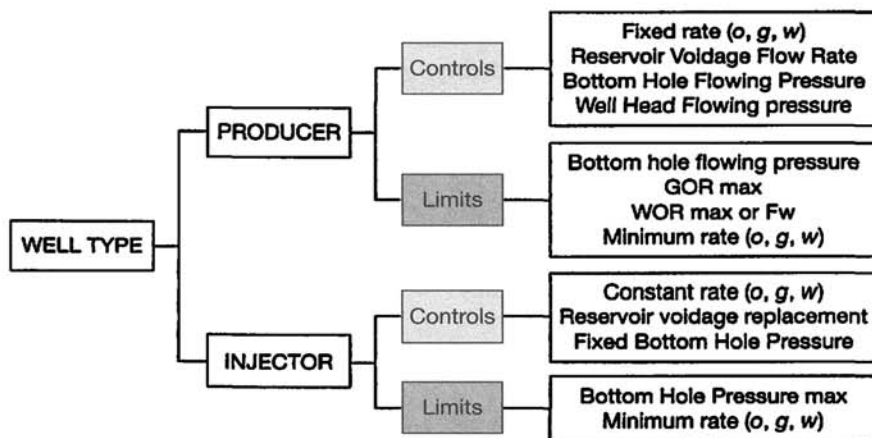 WELL TYPE
PRODUCER
Controls
Fixed rate (o, g, w)
Reservoir Voidage Flow Rate
Bottom Hole Flowing Pressure
Well Head Flowing pressure
Limits
Bottom hole flowing pressure
GOR max
WOR max or Fw
Minimum rate (o, g, w)
INJECTOR
Controls
Constant rate (o, g, w)
Reservoir voidage replacement
Fixed Bottom Hole Pressure
Limits
Bottom Hole Pressure max
Minimum rate (o, g, w)